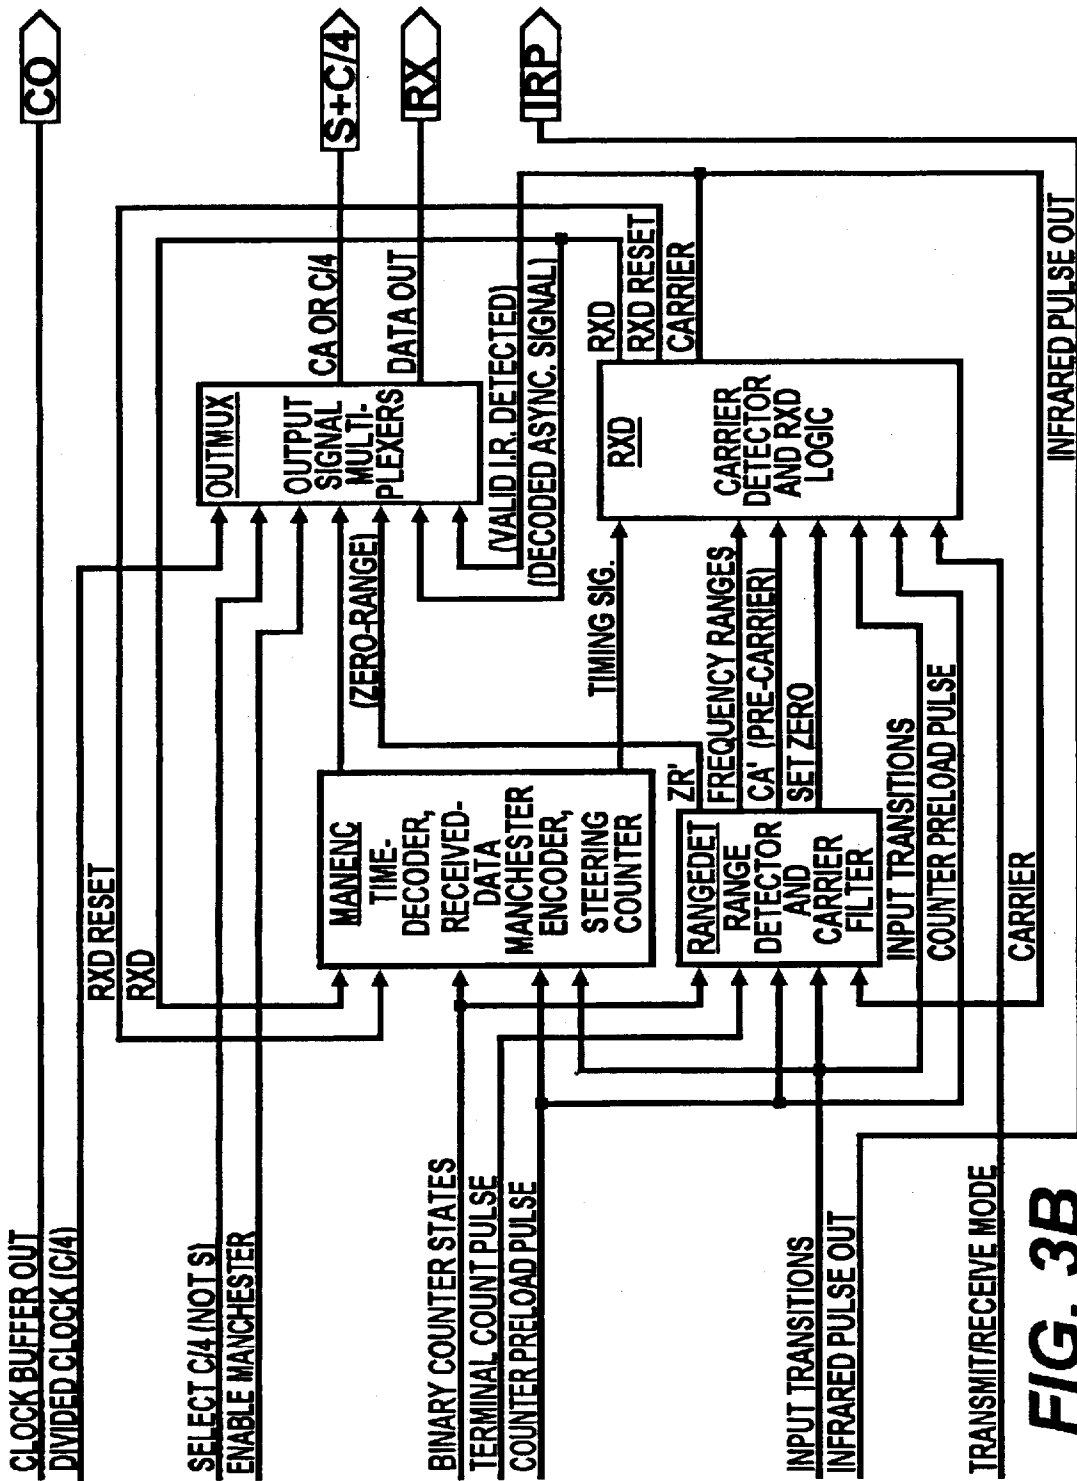 CLOCK BUFFER OUT
DIVIDED CLOCK (C/4)
SELECT C/4 (NOT S)
ENABLE MANCHESTER
BINARY COUNTER STATES
TERMINAL COUNT PULSE
COUNTER PRELOAD PULSE
INPUT TRANSITIONS
INFRARED PULSE OUT
TRANSMIT/RECEIVE MODE
RXD RESET
RXD
MANENC
TIME-
DECODER,
RECEIVED-
DATA
MANCHESTER
ENCODER,
STEERING
COUNTER
RANGEDET
RANGE
DETECTOR
AND
CARRIER
FILTER
INPUT TRANSITIONS
COUNTER PRELOAD PULSE
CARRIER
(ZERO-RANGE)
TIMING SIG.
ZR'
FREQUENCY RANGES
CA' (PRE-CARRIER)
SET ZERO
OUTMUX
OUTPUT
SIGNAL
MULTI-
PLEXERS
(VALID I.R. DETECTED)
(DECODED ASYNC. SIGNAL)
RXD
CARRIER
DETECTOR
AND RXD
LOGIC
CA OR C/4
DATA OUT
RXD
RXD RESET
CARRIER
INFRARED PULSE OUT
CO
S+C/4
RX
IRP
FIG. 3B